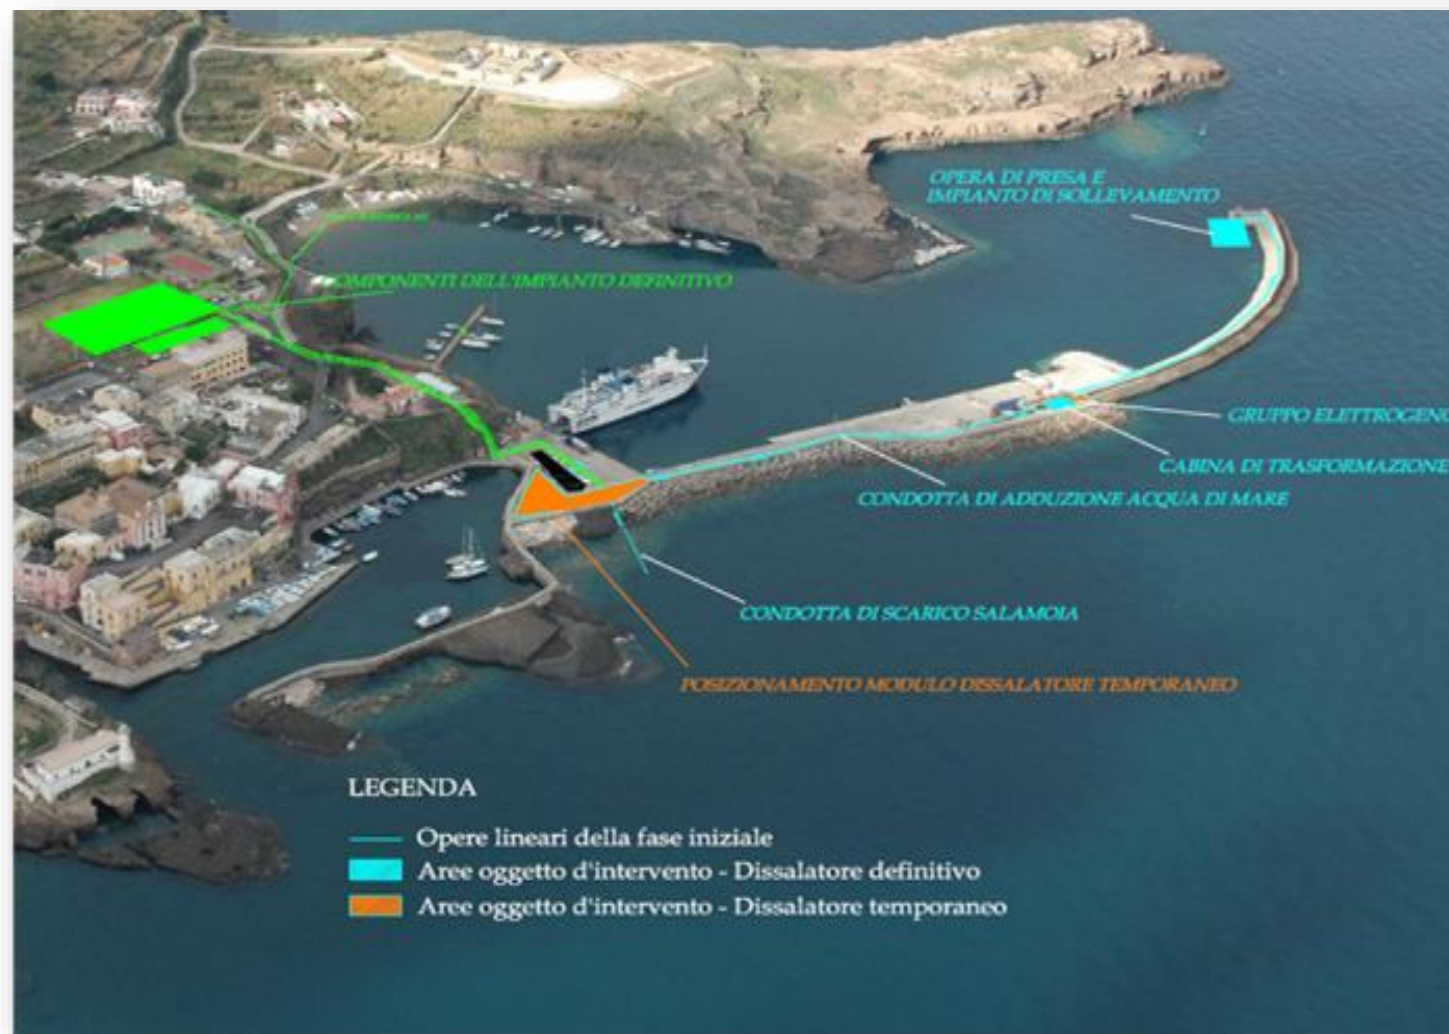 OPERA DI PRESA E
IMPIANTO DI SOLLEVAMENTO
COMPONENTI DELL'IMPIANTO DEFINITIVO
GRUPPO ELETTROGENO
CABINA DI TRASFORMAZIONE
CONDOTTA DI ADDUZIONE ACQUA DI MARE
CONDOTTA DI SCARICO SALAMOIA
POSIZIONAMENTO MODULO DISSALATORE TEMPORANEO
LEGENDA
Opere lineari della fase iniziale
Aree oggetto d'intervento - Dissalatore definitivo
Aree oggetto d'intervento - Dissalatore temporaneo